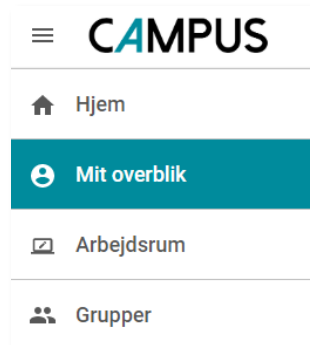 CAMPUS
Hjem
Mit overblik
Arbejdsrum
Grupper